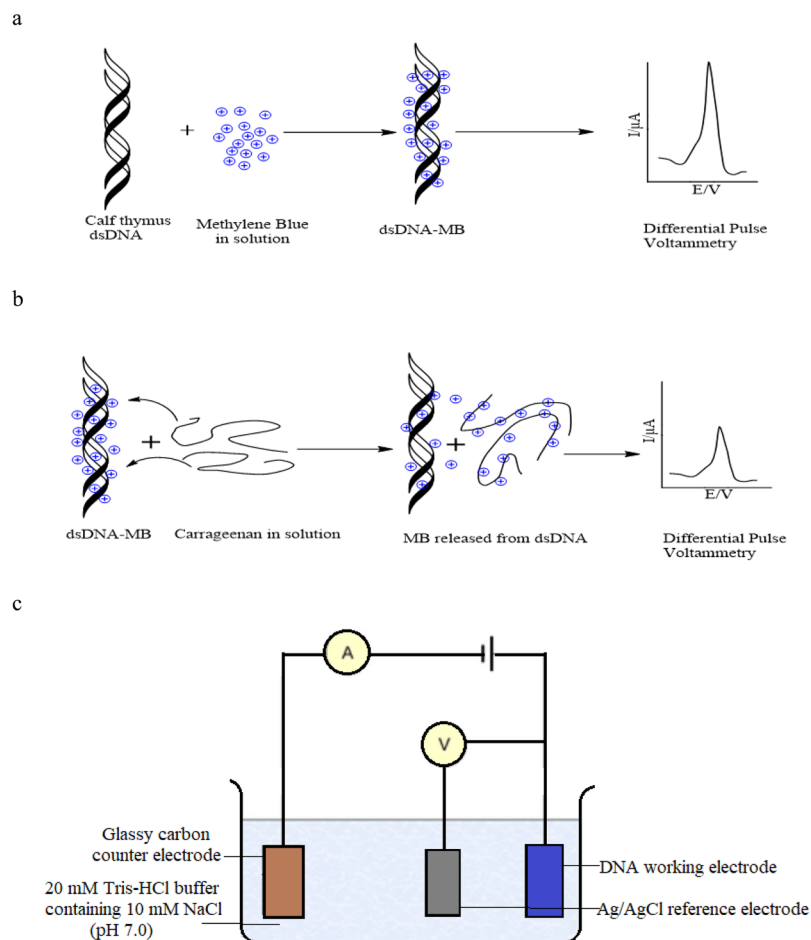 a
I/μA
E/V
Calf thymus
dsDNA
+
Methylene Blue
in solution
dsDNA-MB
Differential Pulse
Voltammetry
b
I/μA
E/V
+
+
dsDNA-MB
Carrageenan in solution
MB released from dsDNA
Differential Pulse
Voltammetry
c
A
V
Glassy carbon
counter electrode
20 mM Tris-HCl buffer
containing 10 mM NaCl
(pH 7.0)
DNA working electrode
Ag/AgCl reference electrode